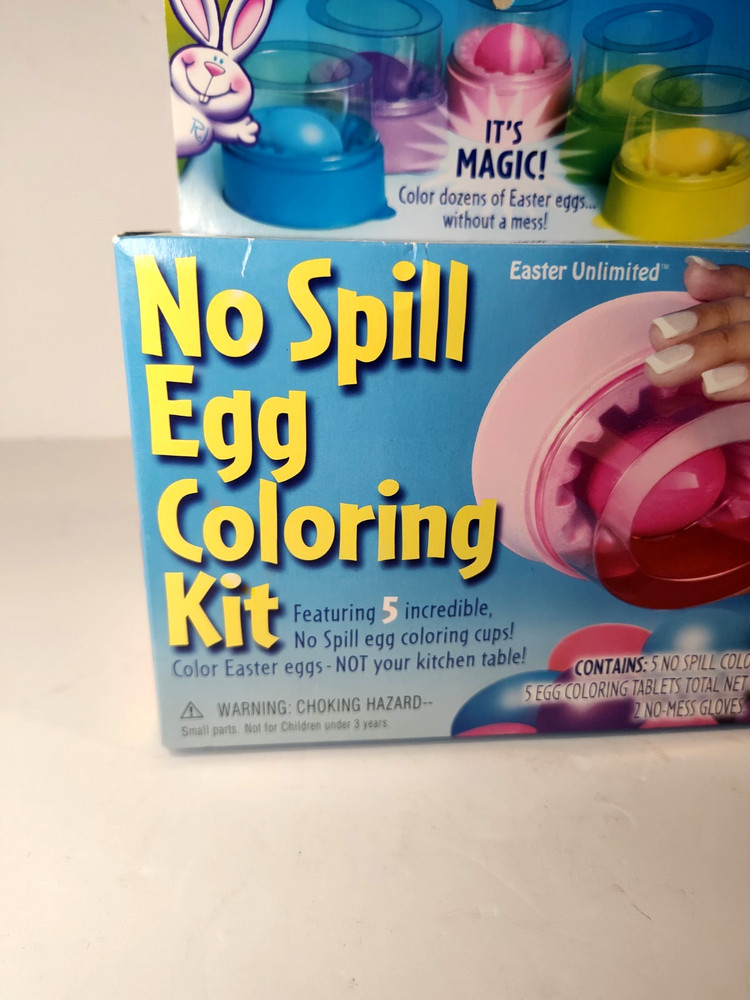 IT'S
MAGIC!
Color dozens of Easter eggs...
without a mess!
Easter Unlimited™
No Spill
Egg
Coloring
Kit
Featuring 5 incredible,
No Spill egg coloring cups!
Color Easter eggs - NOT your kitchen table!
CONTAINS: 5 NO SPILL COLO
5 EGG COLORING TABLETS TOTAL NET
2 NO-MESS GLOVES
WARNING: CHOKING HAZARD--
Small parts. Not for Children under 3 years.